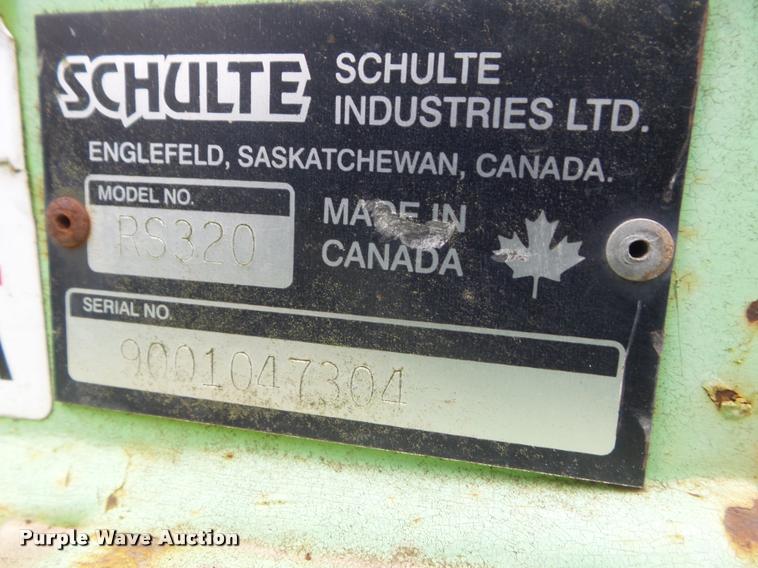 SCHULTE
SCHULTE
INDUSTRIES LTD.
ENGLEFELD, SASKATCHEWAN, CANADA.
MODEL NO.
RS320
MADE IN
CANADA
SERIAL NO.
9001047304
Purple Wave Auction